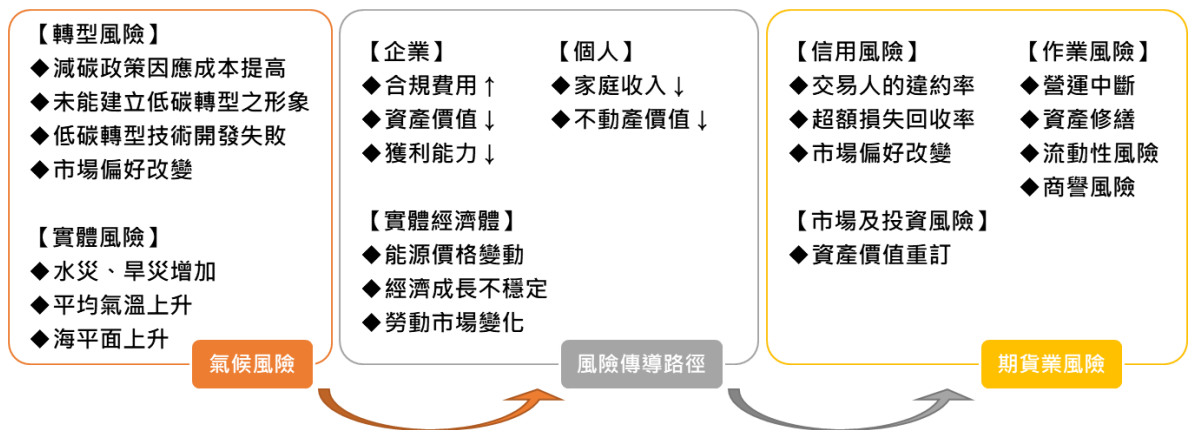 【轉型風險】
◆減碳政策因應成本提高
◆未能建立低碳轉型之形象
◆低碳轉型技術開發失敗
◆市場偏好改變
【實體風險】
◆水災、旱災增加
◆平均氣溫上升
◆海平面上升
氣候風險
【企業】
◆合規費用↑
◆資產價值↓
◆獲利能力↓
【個人】
◆家庭收入↓
◆不動產價值↓
【實體經濟體】
◆能源價格變動
◆經濟成長不穩定
◆勞動市場變化
風險傳導路徑
【信用風險】
◆交易人的違約率
◆超額損失回收率
◆市場偏好改變
【市場及投資風險】
◆資產價值重訂
【作業風險】
◆營運中斷
◆資產修繕
◆流動性風險
◆商譽風險
期貨業風險